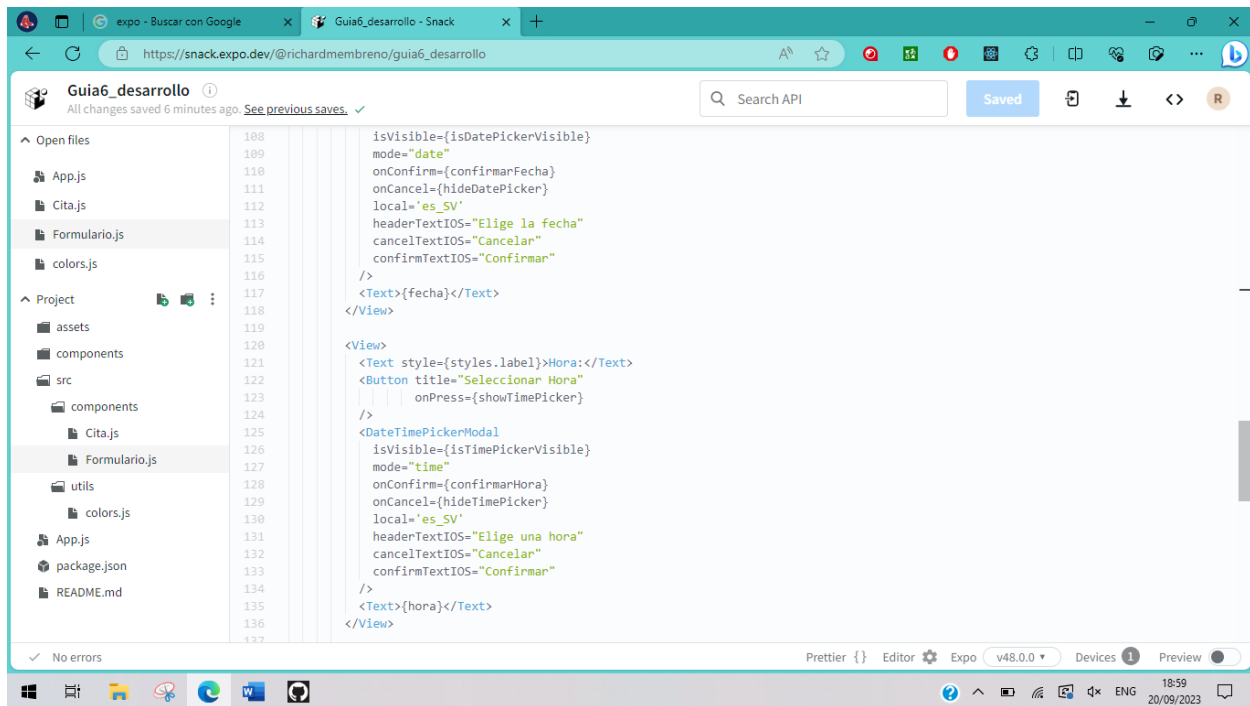 expo - Buscar con Google
Guia6_desarrollo - Snack
https://snack.expo.dev/@richardmembreno/guia6_desarrollo
Guia6_desarrollo
All changes saved 6 minutes ago. See previous saves.
Search API
Saved
R
Open files
App.js
Cita.js
Formulario.js
colors.js
Project
assets
components
src
components
Cita.js
Formulario.js
utils
colors.js
App.js
package.json
README.md
108 isVisible={isDatePickerVisible}
109 mode="date"
110 onConfirm={confirmarFecha}
111 onCancel={hideDatePicker}
112 local='es_SV'
113 headerTextIOS="Elige la fecha"
114 cancelTextIOS="Cancelar"
115 confirmTextIOS="Confirmar"
116 />
117 <Text>{fecha}</Text>
118 </View>
119
120 <View>
121 <Text style={styles.label}>Hora:</Text>
122 <Button title="Seleccionar Hora"
123 onPress={showTimePicker}
124 />
125 <DateTimePickerModal
126 isVisible={isTimePickerVisible}
127 mode="time"
128 onConfirm={confirmarHora}
129 onCancel={hideTimePicker}
130 local='es_SV'
131 headerTextIOS="Elige una hora"
132 cancelTextIOS="Cancelar"
133 confirmTextIOS="Confirmar"
134 />
135 <Text>{hora}</Text>
136 </View>
137
No errors
Prettier { } Editor Expo v48.0.0 Devices 1 Preview
ENG
18:59
20/09/2023